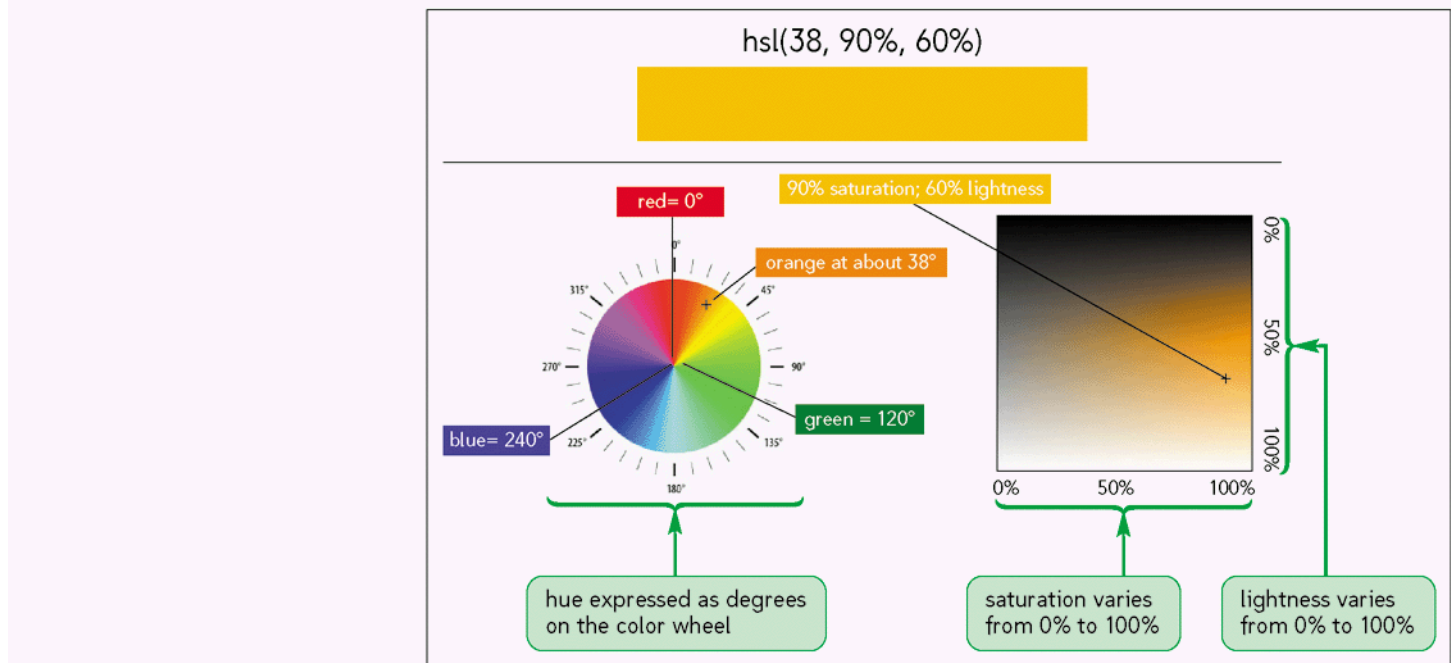 hsl(38, 90%, 60%)
90% saturation; 60% lightness
red= 0°
0°
orange at about 38°
315°
45°
270°
90°
green = 120°
blue= 240°
225°
135°
180°
0%
50%
100%
0%
50%
100%
hue expressed as degrees
on the color wheel
saturation varies
from 0% to 100%
lightness varies
from 0% to 100%